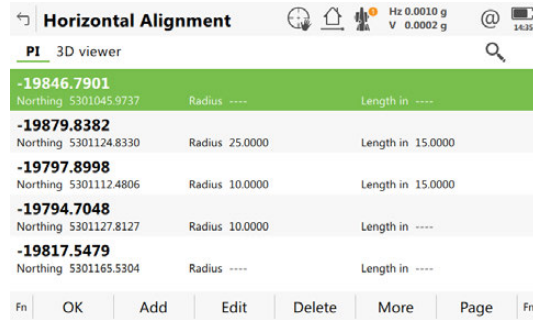 Horizontal Alignment Hz 0.0010 g
V 0.0002 g
@ 14:35
PI 3D viewer
-19846.7901
Northing 5301045.9737 Radius ---- Length in ----
-19879.8382
Northing 5301124.8330 Radius 25.0000 Length in 15.0000
-19797.8998
Northing 5301112.4806 Radius 10.0000 Length in 15.0000
-19794.7048
Northing 5301127.8127 Radius 10.0000 Length in ----
-19817.5479
Northing 5301165.5304 Radius ---- Length in ----
Fn OK Add Edit Delete More Page Fn